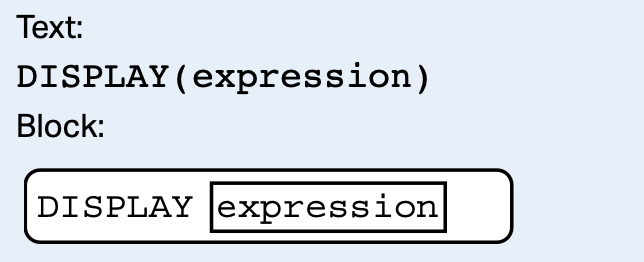 Text:
DISPLAY(expression)
Block:
DISPLAY expression